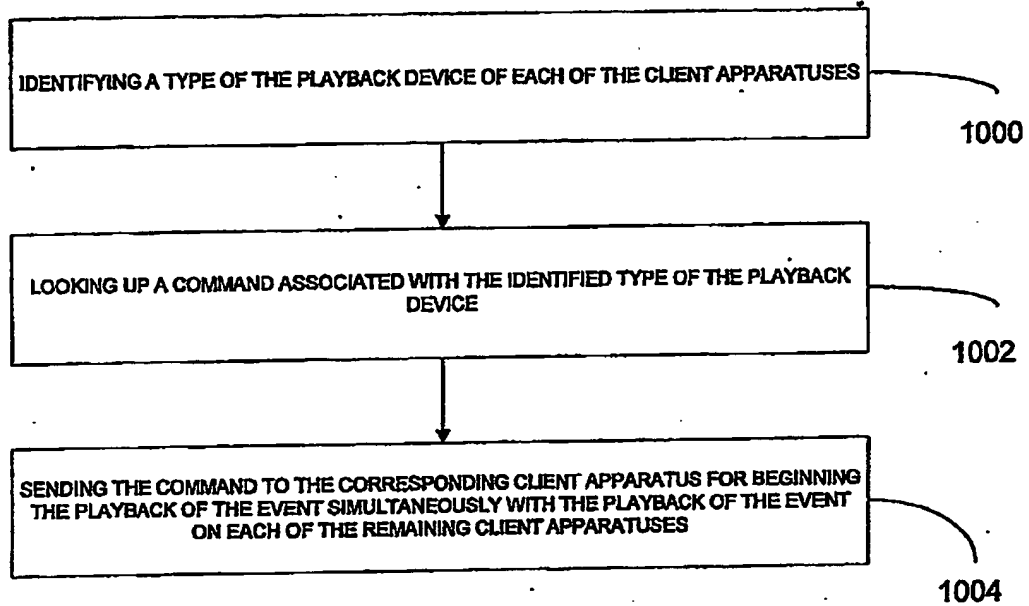 IDENTIFYING A TYPE OF THE PLAYBACK DEVICE OF EACH OF THE CLIENT APPARATUSES
1000
LOOKING UP A COMMAND ASSOCIATED WITH THE IDENTIFIED TYPE OF THE PLAYBACK
DEVICE
1002
SENDING THE COMMAND TO THE CORRESPONDING CLIENT APPARATUS FOR BEGINNING
THE PLAYBACK OF THE EVENT SIMULTANEOUSLY WITH THE PLAYBACK OF THE EVENT
ON EACH OF THE REMAINING CLIENT APPARATUSES
1004